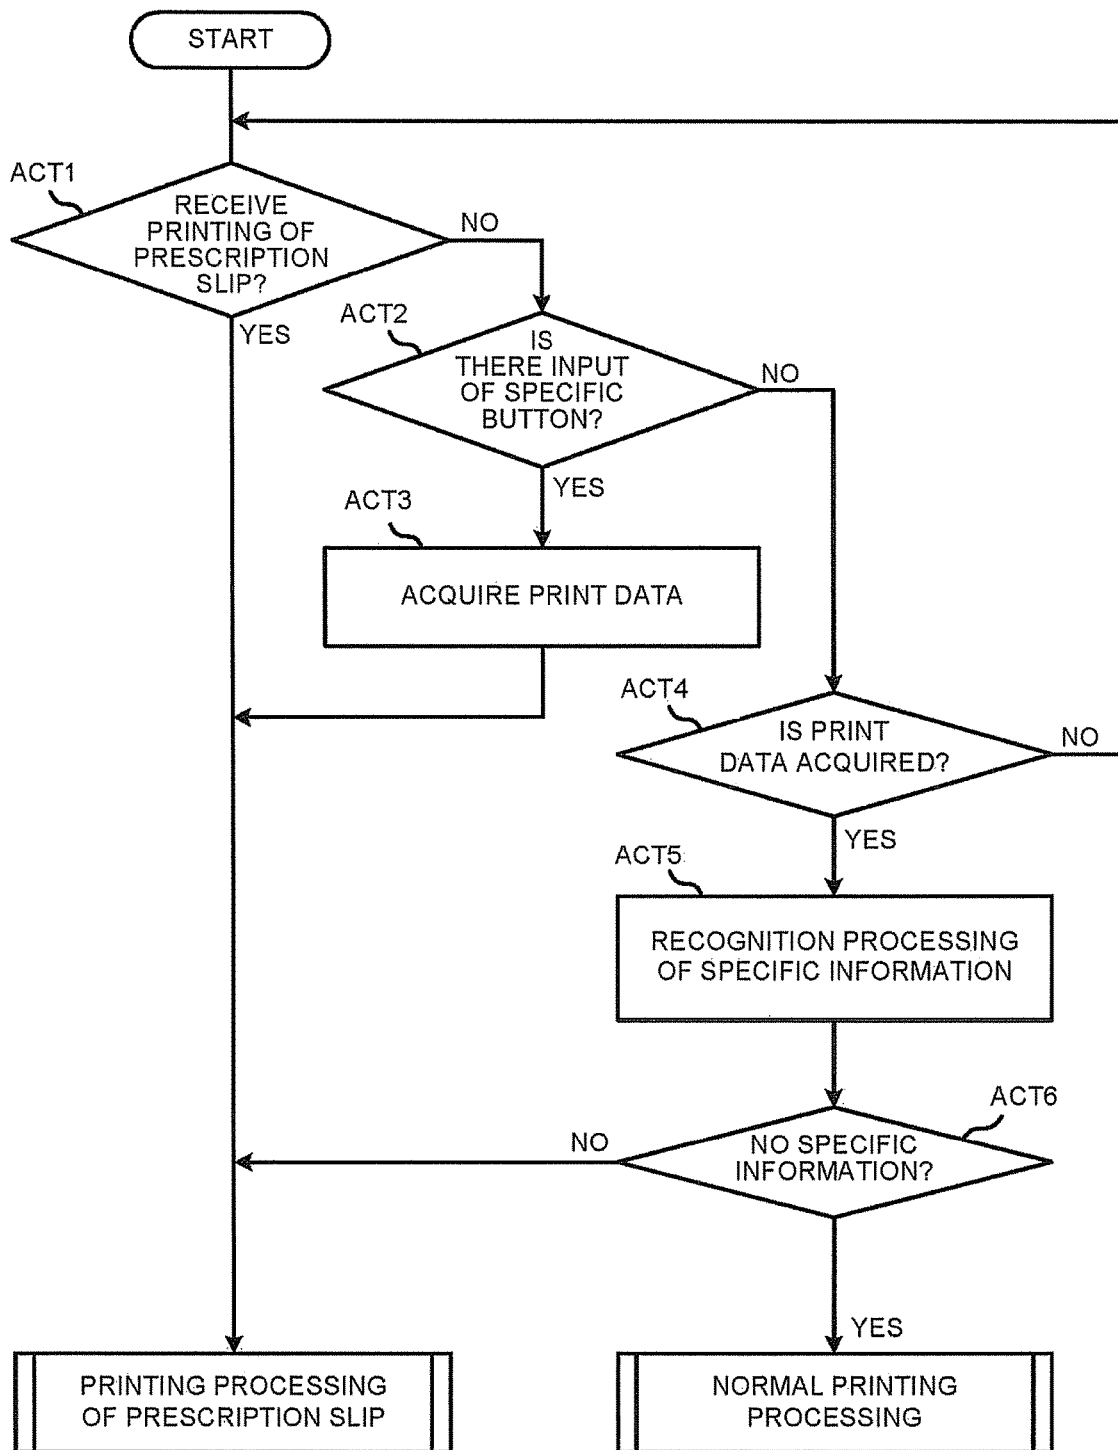 START
ACT1
RECEIVE
PRINTING OF
PRESCRIPTION
SLIP?
NO
YES
ACT2
IS
THERE INPUT
OF SPECIFIC
BUTTON?
NO
YES
ACT3
ACQUIRE PRINT DATA
ACT4
IS PRINT
DATA ACQUIRED?
NO
YES
ACT5
RECOGNITION PROCESSING
OF SPECIFIC INFORMATION
ACT6
NO SPECIFIC
INFORMATION?
NO
YES
PRINTING PROCESSING
OF PRESCRIPTION SLIP
NORMAL PRINTING
PROCESSING